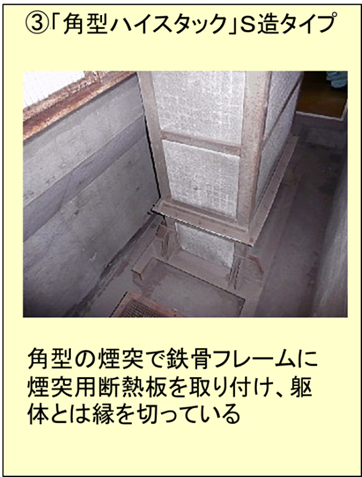 ③「角型ハイスタック」S造タイプ
角型の煙突で鉄骨フレームに
煙突用断熱板を取り付け、躯
体とは縁を切っている